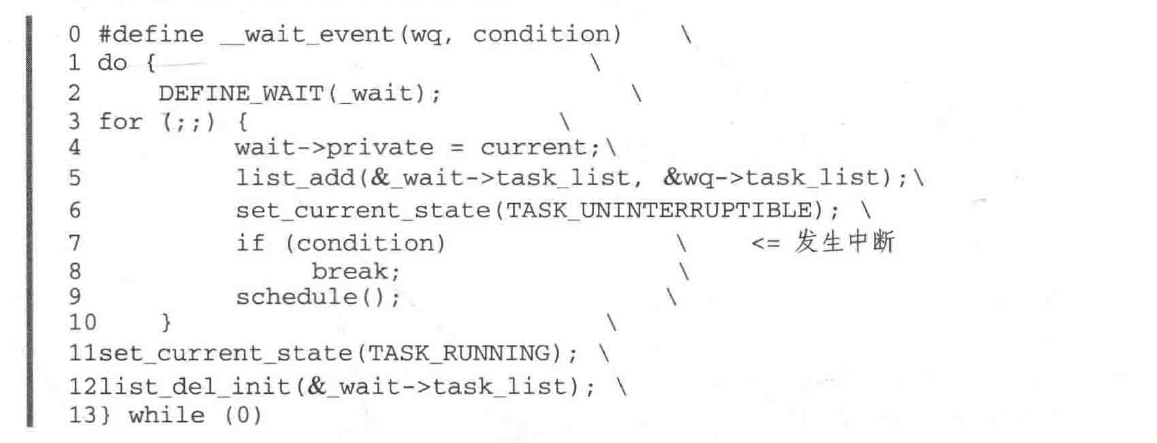 0 #define __wait_event(wq, condition) \
1 do { \
2 DEFINE_WAIT(_wait); \
3 for (;;) { \
4 wait->private = current;\
5 list_add(&_wait->task_list, &wq->task_list);\
6 set_current_state(TASK_UNINTERRUPTIBLE); \
7 if (condition) \ <= 发生中断
8 break; \
9 schedule(); \
10 } \
11set_current_state(TASK_RUNNING); \
12list_del_init(&_wait->task_list); \
13} while (0)